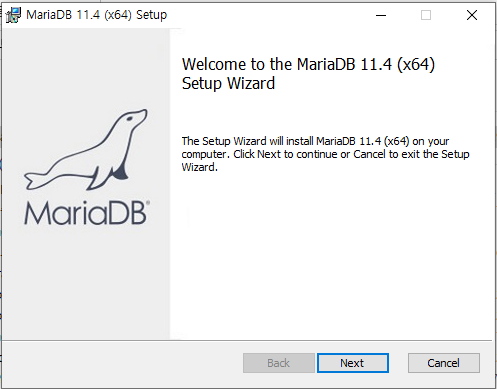 MariaDB 11.4 (x64) Setup
Welcome to the MariaDB 11.4 (x64)
Setup Wizard
The Setup Wizard will install MariaDB 11.4 (x64) on your
computer. Click Next to continue or Cancel to exit the Setup
Wizard.
MariaDB®
Back
Next
Cancel